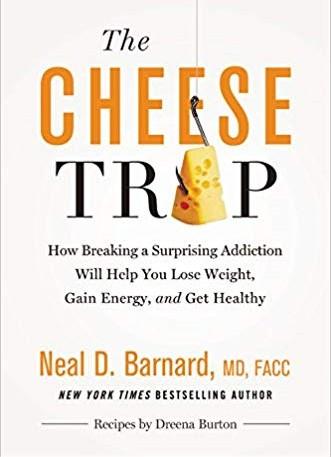 The
CHEESE
TRAP
How Breaking a Surprising Addiction
Will Help You Lose Weight,
Gain Energy, and Get Healthy
Neal D. Barnard, MD, FACC
NEW YORK TIMES BESTSELLING AUTHOR
Recipes by Dreena Burton